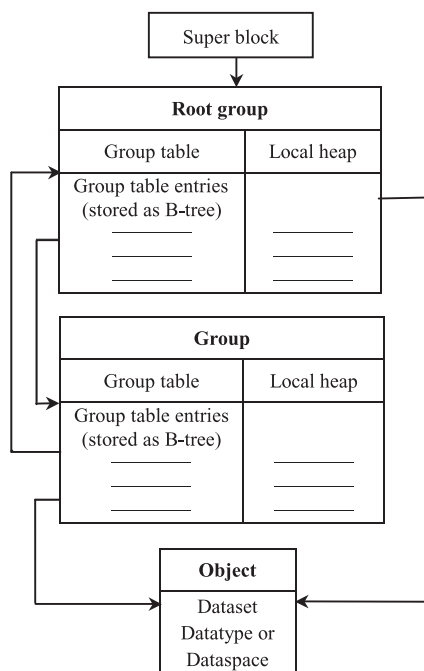 Super block
Root group
Group table
Local heap
Group table entries
(stored as B-tree)
Group
Group table
Local heap
Group table entries
(stored as B-tree)
Object
Dataset
Datatype or
Dataspace